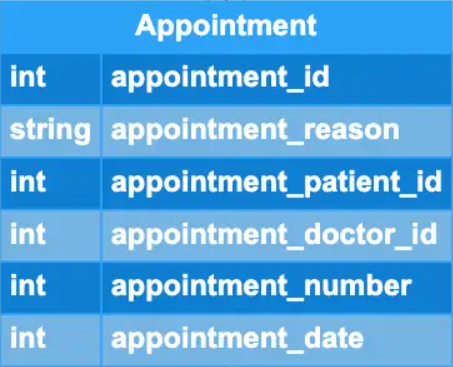 Appointment
int appointment_id
string appointment_reason
int appointment_patient_id
int appointment_doctor_id
int appointment_number
int appointment_date